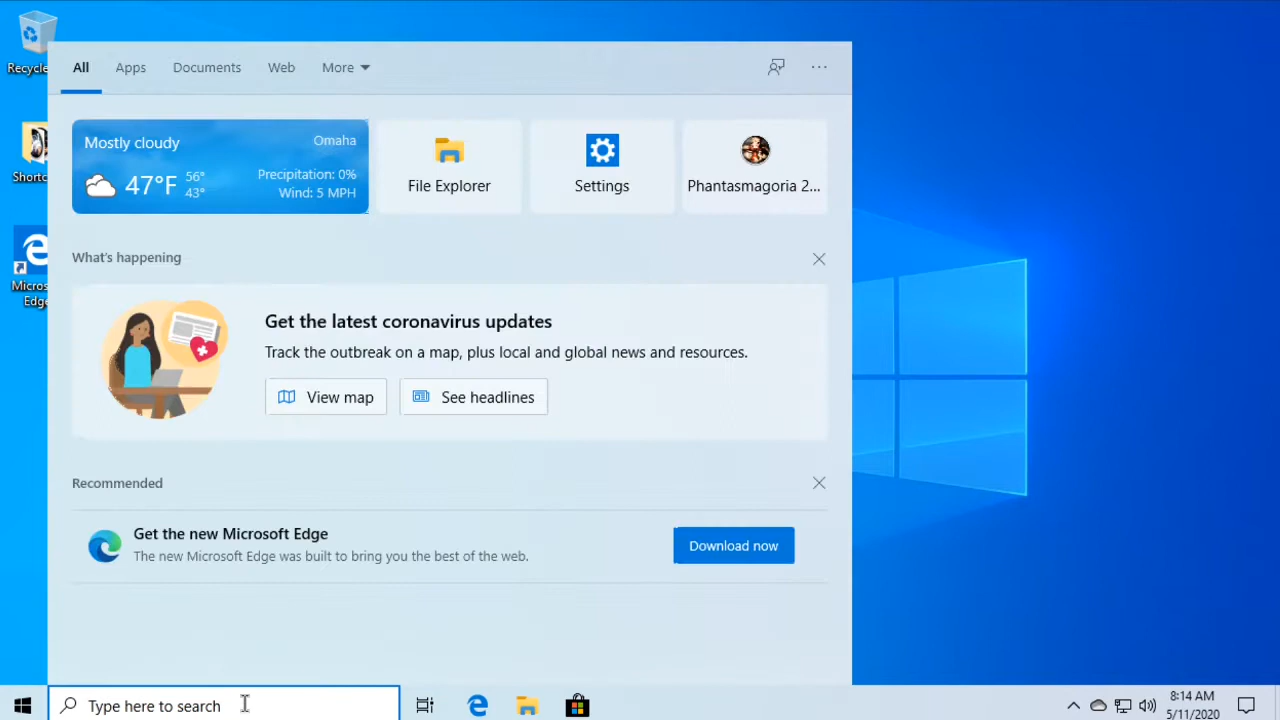 Recycle
Shortc
Micros
Edge
All Apps Documents Web More
Mostly cloudy
Omaha
47°F
56°
43°
Precipitation: 0%
Wind: 5 MPH
File Explorer
Settings
Phantasmagoria 2...
What's happening
Get the latest coronavirus updates
Track the outbreak on a map, plus local and global news and resources.
View map
See headlines
Recommended
Get the new Microsoft Edge
The new Microsoft Edge was built to bring you the best of the web.
Download now
Type here to search
8:14 AM
5/11/2020